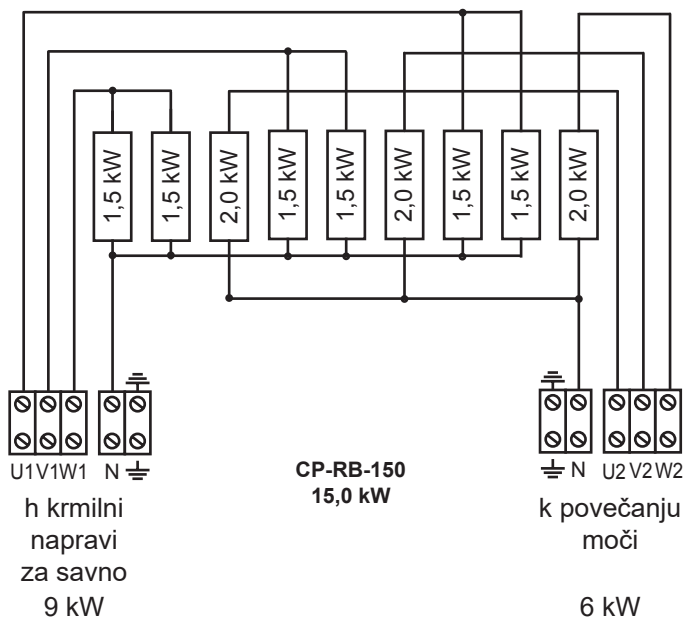 1,5 kW
1,5 kW
2,0 kW
1,5 kW
1,5 kW
2,0 kW
1,5 kW
1,5 kW
2,0 kW
U1 V1 W1 N
N U2 V2 W2
CP-RB-150
15,0 kW
h krmilni
napravi
za savno
9 kW
k povečanju
moči
6 kW